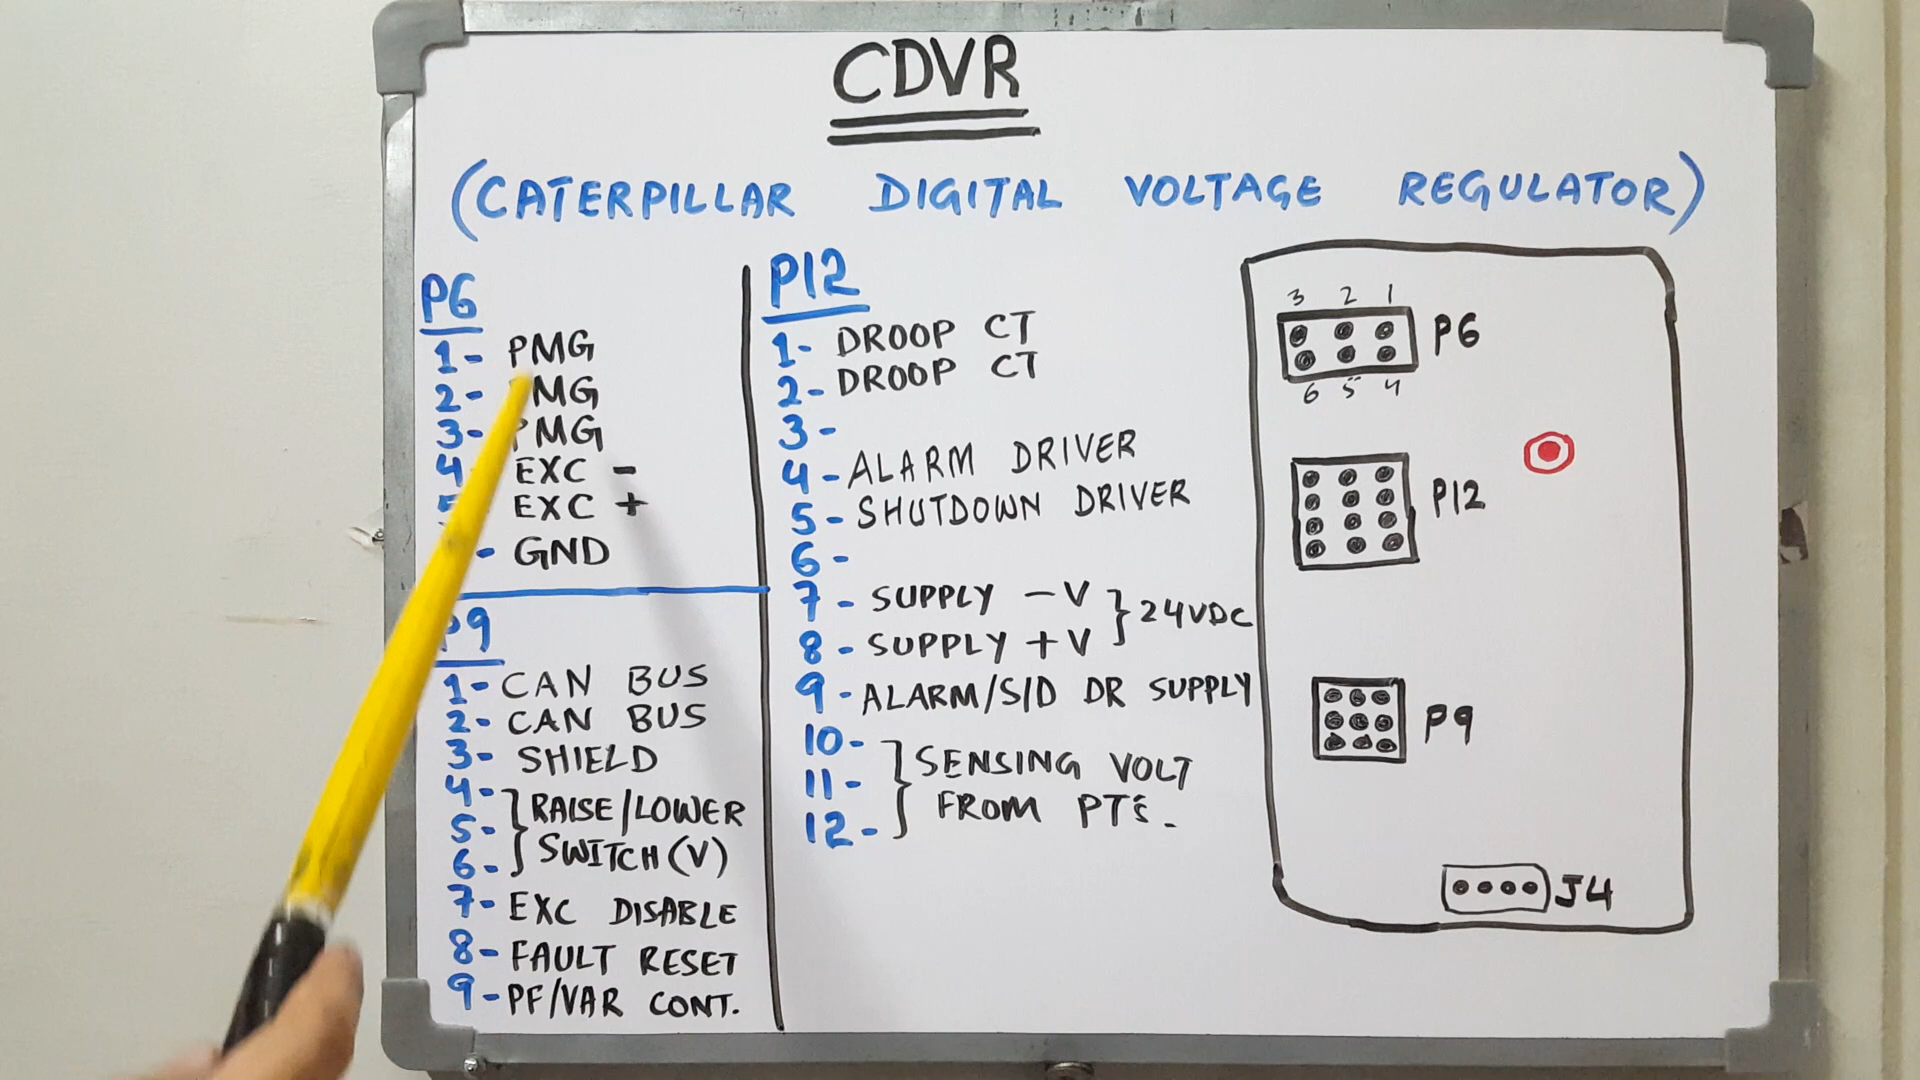 CDVR
(CATERPILLAR DIGITAL VOLTAGE REGULATOR)
P6
1- PMG
2- MG
3- PMG
4 EXC -
5 EXC +
- GND
P9
1- CAN BUS
2- CAN BUS
3- SHIELD
4-
5- RAISE/LOWER
6- SWITCH (V)
7- EXC DISABLE
8- FAULT RESET
9- PF/VAR CONT.
P12
1- DROOP CT
2- DROOP CT
3-
4- ALARM DRIVER
5- SHUTDOWN DRIVER
6-
7- SUPPLY -V
8- SUPPLY +V
24VDC
9- ALARM/S/D DR SUPPLY
10-
11- SENSING VOLT
12- FROM PTS.
3 2 1
P6
6 5 4
P12
P9
J4